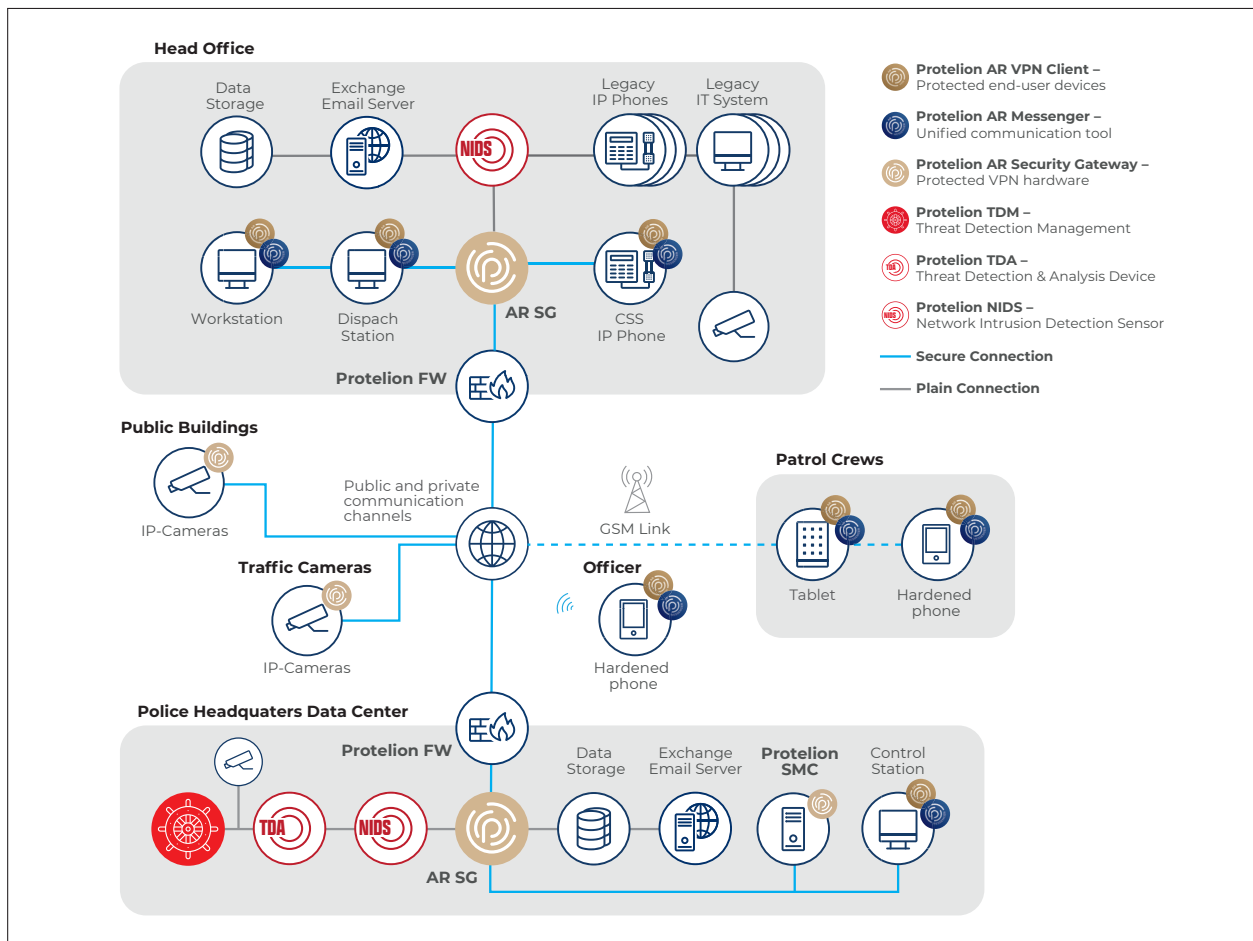 Head Office
Data
Storage
Exchange
Email Server
NIDS
Legacy
IP Phones
Legacy
IT System
Workstation
Dispach
Station
AR SG
CSS
IP Phone
Protelion FW
Protelion AR VPN Client –
Protected end-user devices
Protelion AR Messenger –
Unified communication tool
Protelion AR Security Gateway –
Protected VPN hardware
Protelion TDM –
Threat Detection Management
TDA
Protelion TDA –
Threat Detection & Analysis Device
NIDS
Protelion NIDS –
Network Intrusion Detection Sensor
Secure Connection
Plain Connection
Public Buildings
IP-Cameras
Public and private
communication
channels
GSM Link
Traffic Cameras
IP-Cameras
Officer
Hardened
phone
Patrol Crews
Tablet
Hardened
phone
Police Headquaters Data Center
Protelion FW
TDA
NIDS
AR SG
Data
Storage
Exchange
Email Server
Protelion
SMC
Control
Station